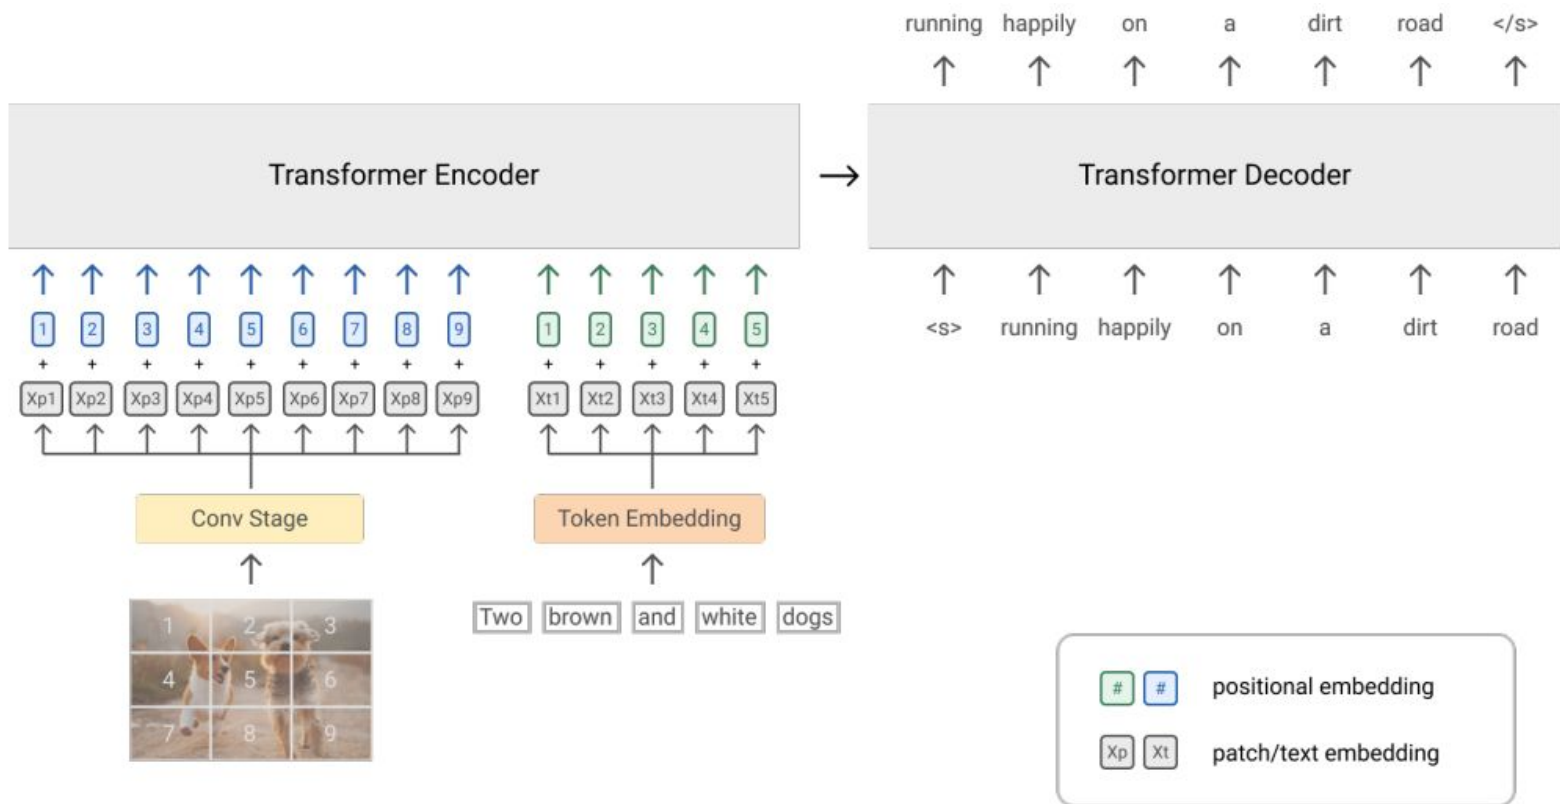 running happily on a dirt road </s>
Transformer Encoder
Transformer Decoder
1 2 3 4 5 6 7 8 9
1 2 3 4 5
<s> running happily on a dirt road
+ + + + + + + + +
+ + + + +
Xp1 Xp2 Xp3 Xp4 Xp5 Xp6 Xp7 Xp8 Xp9
Xt1 Xt2 Xt3 Xt4 Xt5
Conv Stage
Token Embedding
Two brown and white dogs
1 2 3
4 5 6
7 8 9
# # positional embedding
Xp Xt patch/text embedding